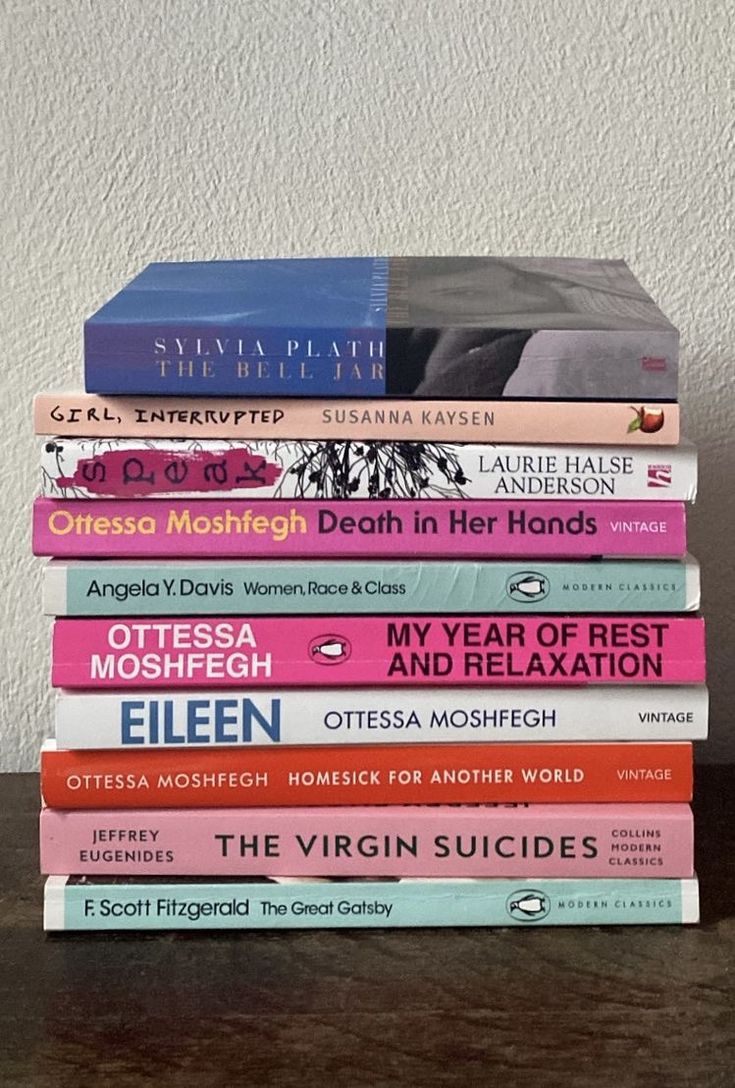 SYLVIA PLATH
THE BELL JAR
GIRL, INTERRUPTED SUSANNA KAYSEN
speak LAURIE HALSE
ANDERSON
Ottessa Moshfegh Death in Her Hands VINTAGE
Angela Y. Davis Women, Race & Class MODERN CLASSICS
OTTESSA
MOSHFEGH
MY YEAR OF REST
AND RELAXATION
EILEEN OTTESSA MOSHFEGH VINTAGE
OTTESSA MOSHFEGH HOMESICK FOR ANOTHER WORLD VINTAGE
JEFFREY
EUGENIDES
THE VIRGIN SUICIDES
COLLINS
MODERN
CLASSICS
F. Scott Fitzgerald The Great Gatsby MODERN CLASSICS